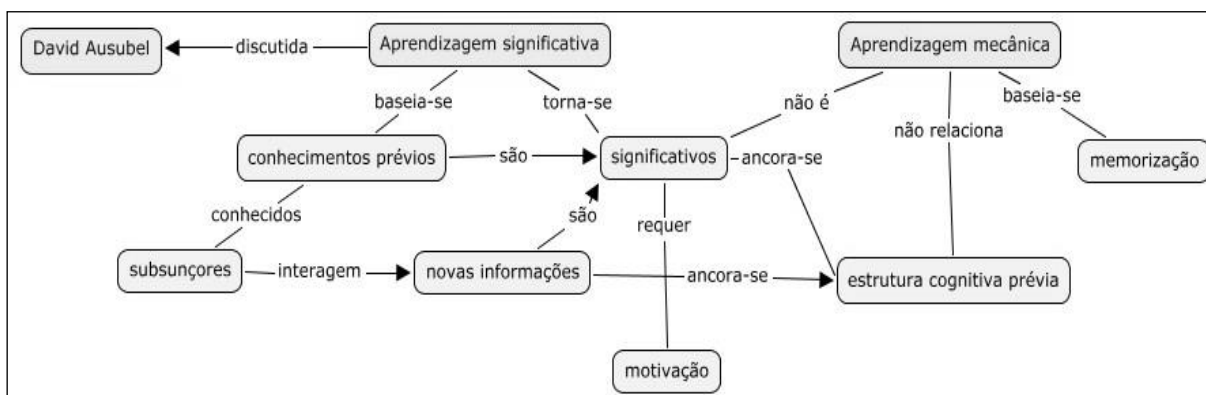 David Ausubel
discutida
Aprendizagem significativa
Aprendizagem mecânica
baseia-se
torna-se
não é
baseia-se
não relaciona
conhecimentos prévios
são
significativos
ancora-se
memorização
conhecidos
são
requer
subsunçores
interagem
novas informações
ancora-se
estrutura cognitiva prévia
motivação